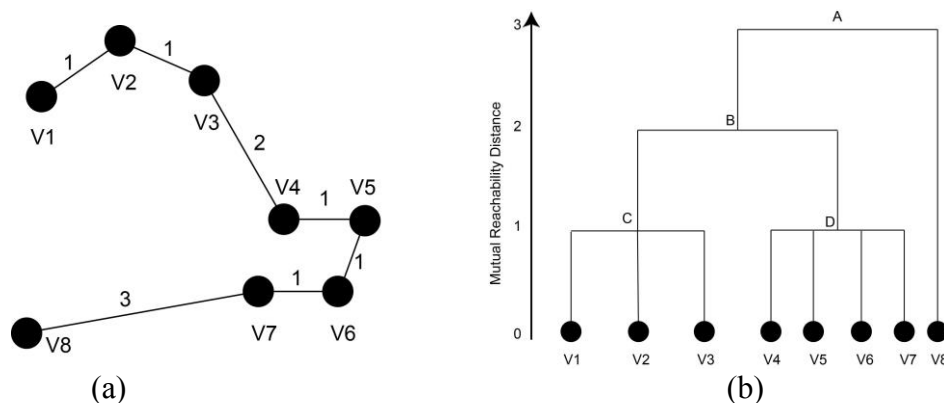 1
1
V2
V1
V3
2
V4
V5
1
1
1
3
V7
V6
V8
(a)
Mutual Reachability Distance
3
A
2
B
1
C
D
0
V1 V2 V3 V4 V5 V6 V7 V8
(b)